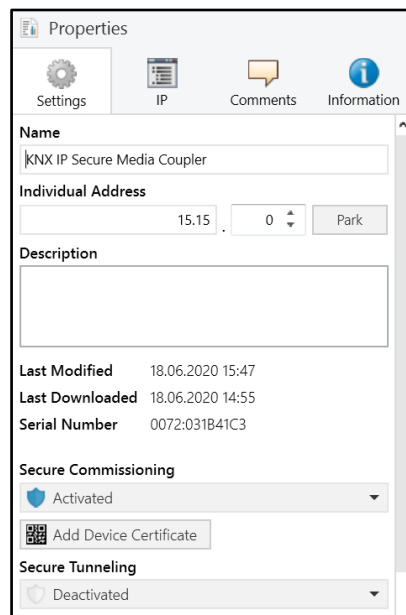 Properties
Settings IP Comments Information
Name
KNX IP Secure Media Coupler
Individual Address
15.15 . 0 Park
Description
Last Modified 18.06.2020 15:47
Last Downloaded 18.06.2020 14:55
Serial Number 0072:031B41C3
Secure Commissioning
Activated
Add Device Certificate
Secure Tunneling
Deactivated